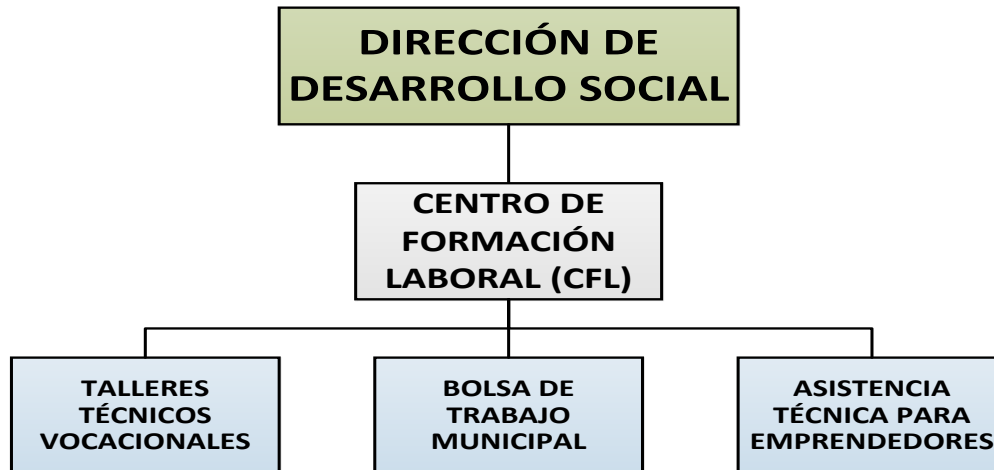 DIRECCIÓN DE
DESARROLLO SOCIAL
CENTRO DE
FORMACIÓN
LABORAL (CFL)
TALLERES
TÉCNICOS
VOCACIONALES
BOLSA DE
TRABAJO
MUNICIPAL
ASISTENCIA
TÉCNICA PARA
EMPRENDEDORES